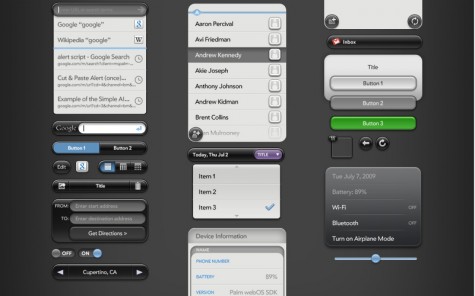 Google "google"
Wikipedia "google"
alert script - Google Search
Cut & Paste Alert (once)...
Example of the Simple Al...
Google
Button 1
Button 2
Edit
Title
FROM:
Enter start address
TO:
Enter destination address
Get Directions >
OFF
ON
Cupertino, CA
Aaron Percival
Avi Friedman
Andrew Kennedy
Akie Joseph
Anthony Johnson
Andrew Kidman
Brent Collins
Today, Thu Jul 2
TITLE
Item 1
Item 2
Item 3
Device Information
NAME
PHONE NUMBER
BATTERY
89%
VERSION
Palm webOS SDK
Inbox
Title
Button 1
Button 2
Button 3
Tue July 7, 2009
Battery: 89%
Wi-Fi
OFF
Bluetooth
OFF
Turn on Airplane Mode